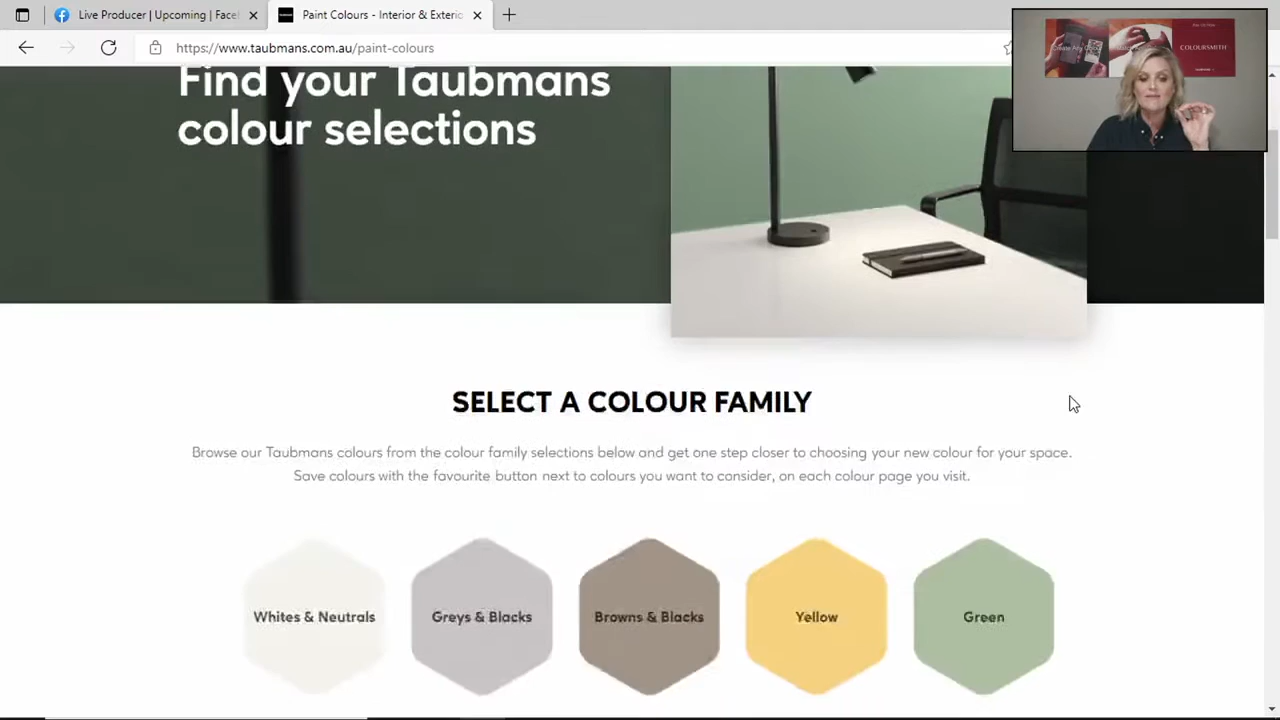 Live Producer | Upcoming | Facel
Paint Colours - Interior & Exterio
https://www.taubmans.com.au/paint-colours
COLOURSMITH
Find your Taubmans
colour selections
SELECT A COLOUR FAMILY
Browse our Taubmans colours from the colour family selections below and get one step closer to choosing your new colour for your space.
Save colours with the favourite button next to colours you want to consider, on each colour page you visit.
Whites & Neutrals
Greys & Blacks
Browns & Blacks
Yellow
Green